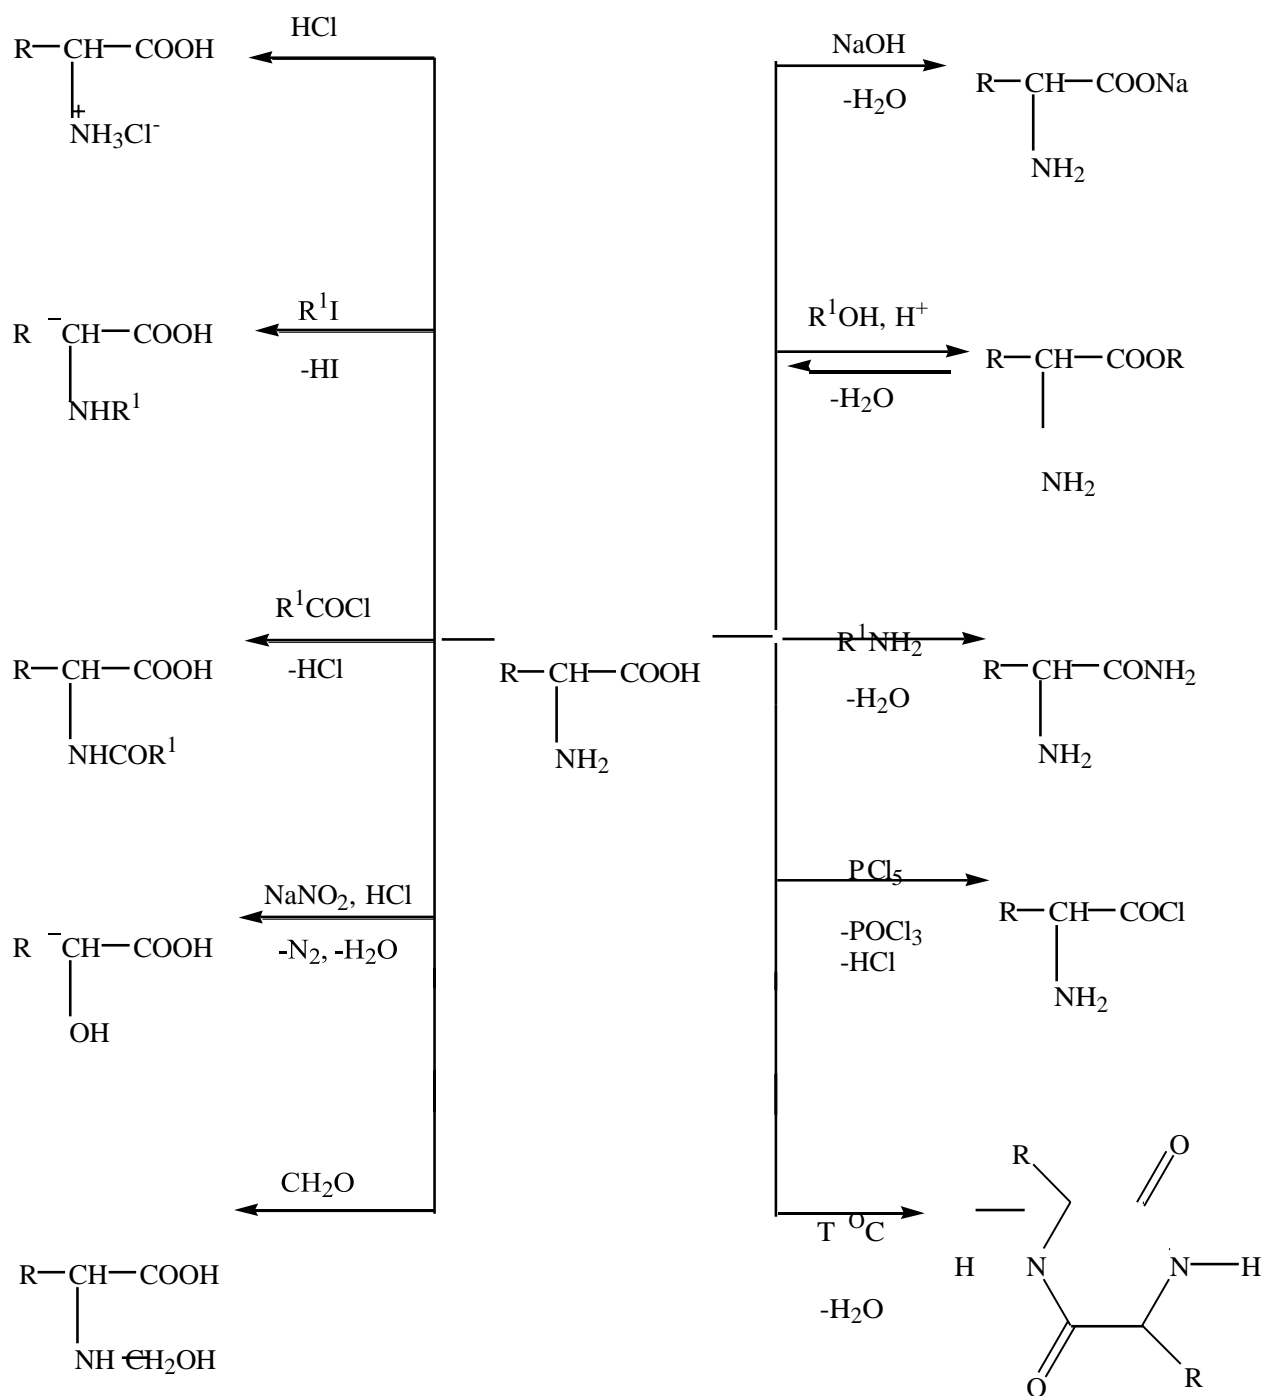 HCl
R CH COOH
+
NH3Cl-
NaOH
-H2O
R CH COONa
NH2
R1I
-HI
R CH COOH
NHR1
R1OH, H+
-H2O
R CH COOR
NH2
R1COCl
-HCl
R CH COOH
NHCOR1
R CH COOH
NH2
R1NH2
-H2O
R CH CONH2
NH2
NaNO2, HCl
-N2, -H2O
R CH COOH
OH
PCl5
-POCl3
-HCl
R CH COCl
NH2
CH2O
R CH COOH
NH CH2OH
T OC
-H2O
R
O
H N
N H
O
R